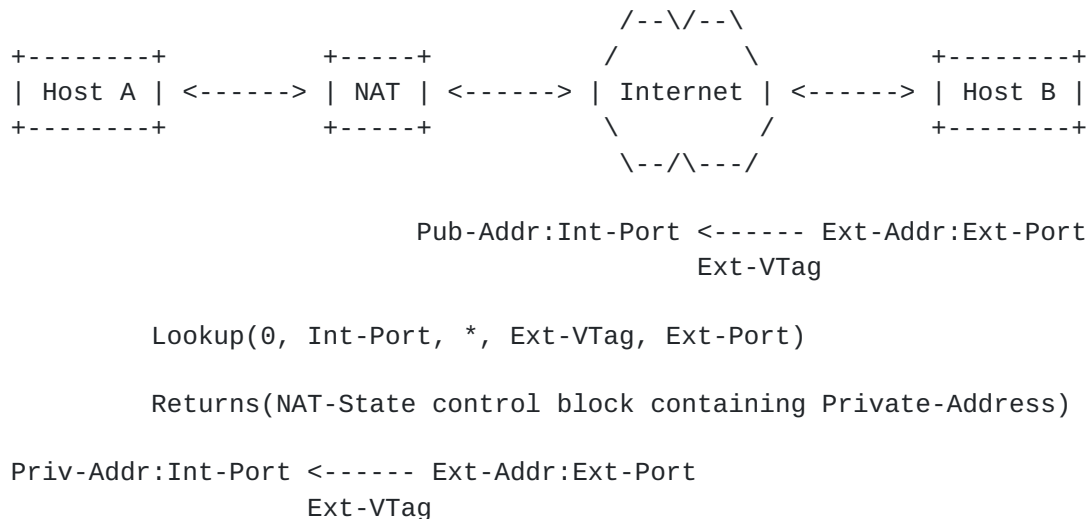 /--\/--\
+--------+          +-----+           /        \           +--------+
| Host A | <------> | NAT | <------> | Internet | <------> | Host B |
+--------+          +-----+           \        /           +--------+
                                       \--/\---/
                          Pub-Addr:Int-Port <------ Ext-Addr:Ext-Port
                                            Ext-VTag
         Lookup(0, Int-Port, *, Ext-VTag, Ext-Port)
         Returns(NAT-State control block containing Private-Address)
Priv-Addr:Int-Port <------ Ext-Addr:Ext-Port
                   Ext-VTag